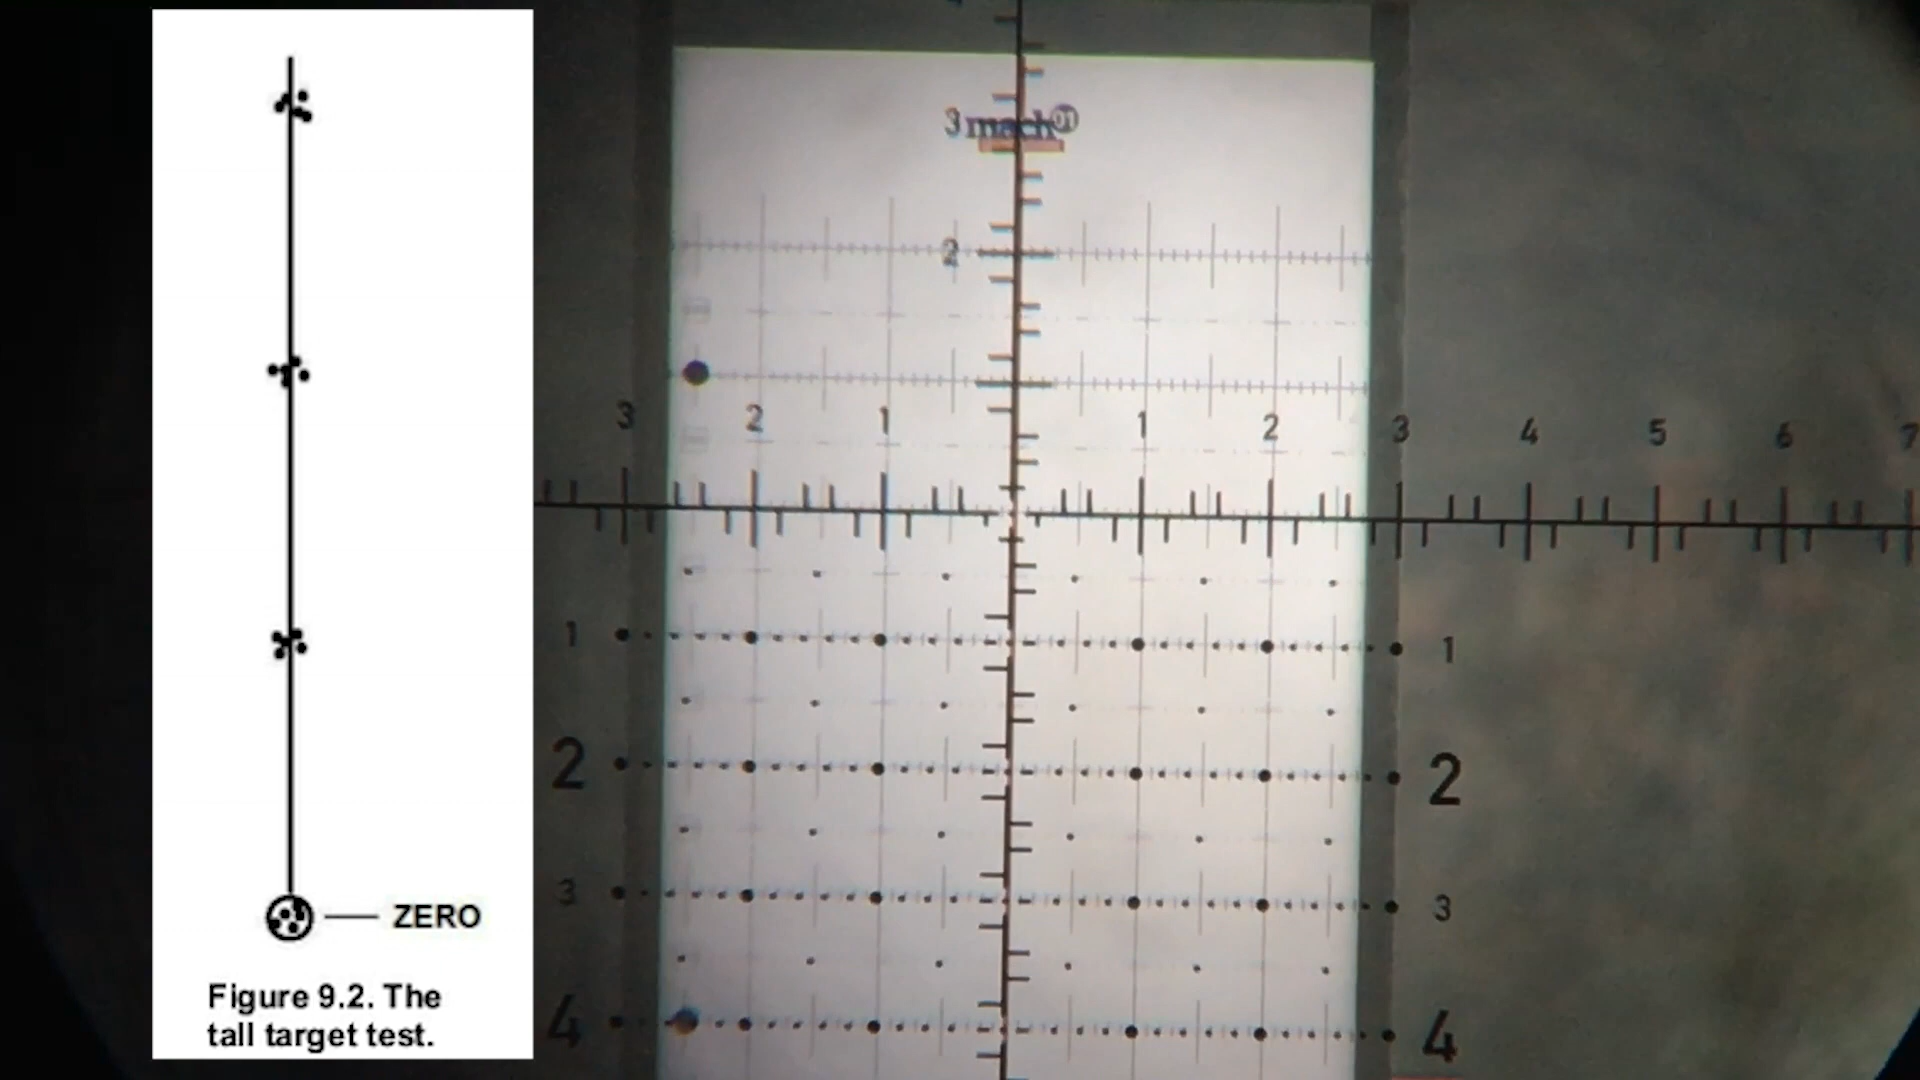 ZERO
Figure 9.2. The
tall target test.
3 mach 01
2
3 2 1 1 2 3 4 5 6 7
1 1
2 2
3 3
4 4